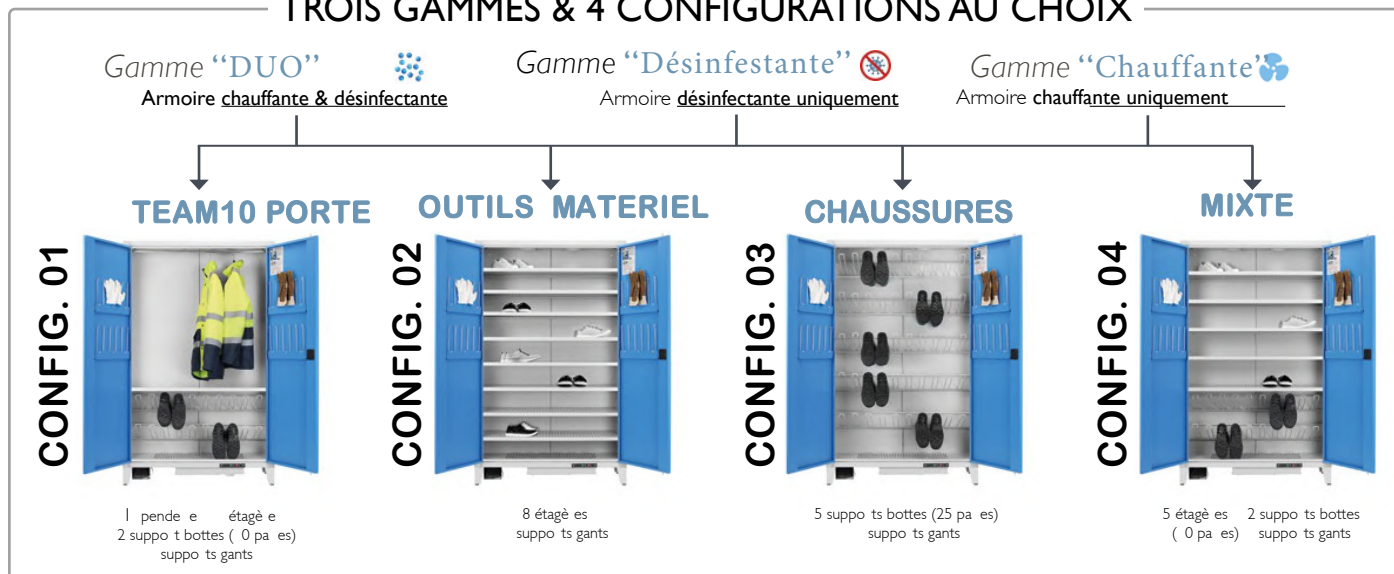 TROIS GAMMES & 4 CONFIGURATIONS AU CHOIX
Gamme “DUO”
Armoire chauffante & désinfectante
Gamme “Désinfestante”
Armoire désinfectante uniquement
Gamme “Chauffante”
Armoire chauffante uniquement
CONFIG. 01
TEAM10 PORTE
1 pende e étagè e
2 suppo t bottes ( 0 pa es)
suppo ts gants
CONFIG. 02
OUTILS MATERIEL
8 étagè es
suppo ts gants
CONFIG. 03
CHAUSSURES
5 suppo ts bottes (25 pa es)
suppo ts gants
CONFIG. 04
MIXTE
5 étagè es 2 suppo ts bottes
( 0 pa es) suppo ts gants